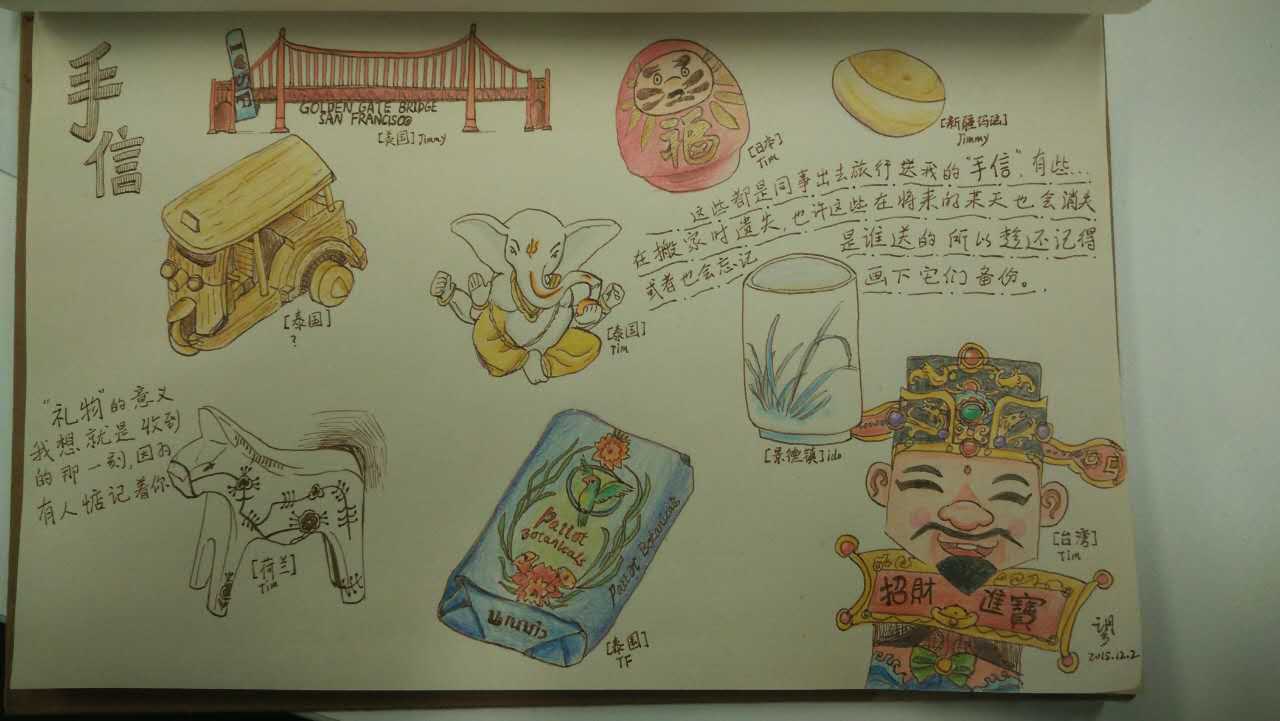 手信
I ♥ SF
GOLDEN GATE BRIDGE
SAN FRANCISCO
[美国] Jimmy
福
[日本]
Tim
[新疆玛瑙]
Jimmy
这些都是同事出去旅行送我的"手信",有些...
在搬家时遗失,也许这些在将来的某天也会消失
或者也会忘记是谁送的 所以趁还记得
画下它们备份。
[泰国]
?
[泰国]
Tim
[景德镇] ido
"礼物"的意义
我想就是收到
的那一刻,因为
有人惦记着你
[荷兰]
Tim
Parrot
Botanicals
Parrot Botanicals
นกแก้ว
[泰国]
TF
[台湾]
Tim
招財
進寶
2015.12.2